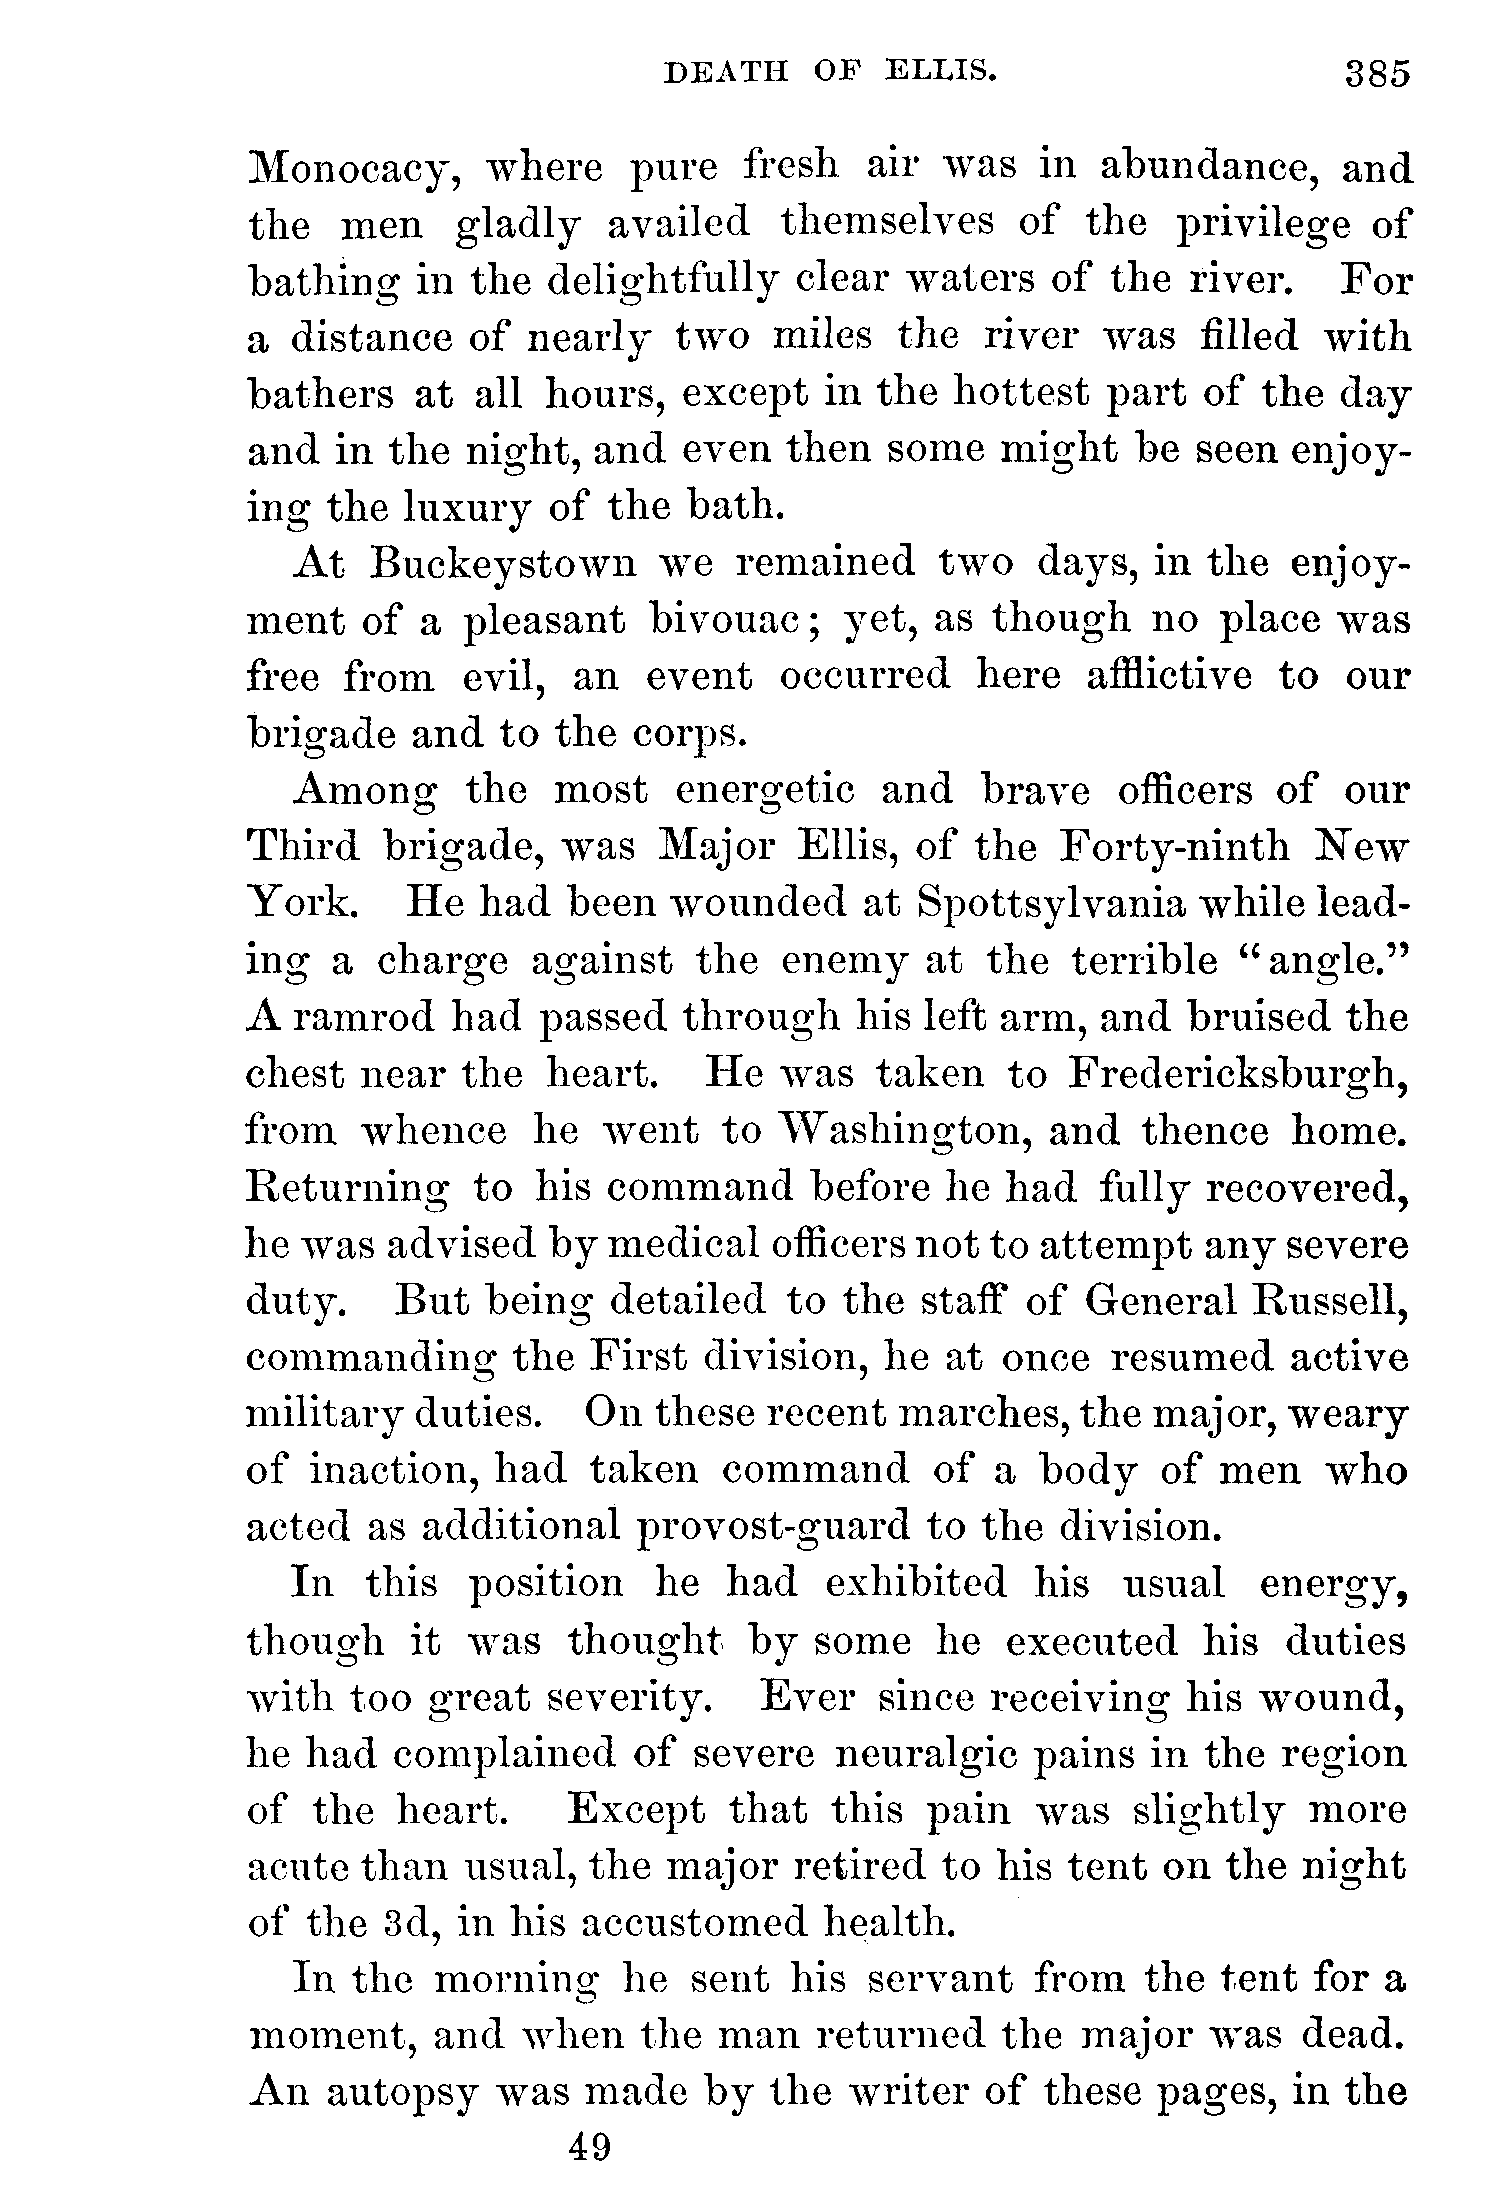 DEATH OF ELLIS. 385
Monocacy, where pure fresh air was in abundance, and
the men gladly availed themselves of the privilege of
bathing in the delightfully clear waters of the river. For
a distance of nearly two miles the river was filled with
bathers at all hours, except in the hottest part of the day
and in the night, and even then some might be seen enjoy-
ing the luxury of the bath.
At Buckeystown we remained two days, in the enjoy-
ment of a pleasant bivouac; yet, as though no place was
free from evil, an event occurred here afflictive to our
brigade and to the corps.
Among the most energetic and brave officers of our
Third brigade, was Major Ellis, of the Forty-ninth New
York. He had been wounded at Spottsylvania while lead-
ing a charge against the enemy at the terrible “angle.”
A ramrod had passed through his left arm, and bruised the
chest near the heart. He was taken to Fredericksburgh,
from whence he went to Washington, and thence home.
Returning to his command before he had fully recovered,
he was advised by medical officers not to attempt any severe
duty. But being detailed to the staff of General Russell,
commanding the First division, he at once resumed active
military duties. On these recent marches, the major, weary
of inaction, had taken command of a body of men who
acted as additional provost-guard to the division.
In this position he had exhibited his usual energy,
though it was thought by some he executed his duties
with too great severity. Ever since receiving his wound,
he had complained of severe neuralgic pains in the region
of the heart. Except that this pain was slightly more
acute than usual, the major retired to his tent on the night
of the 3d, in his accustomed health.
In the morning he sent his servant from the tent for a
moment, and when the man returned the major was dead.
An autopsy was made by the writer of these pages, in the
49